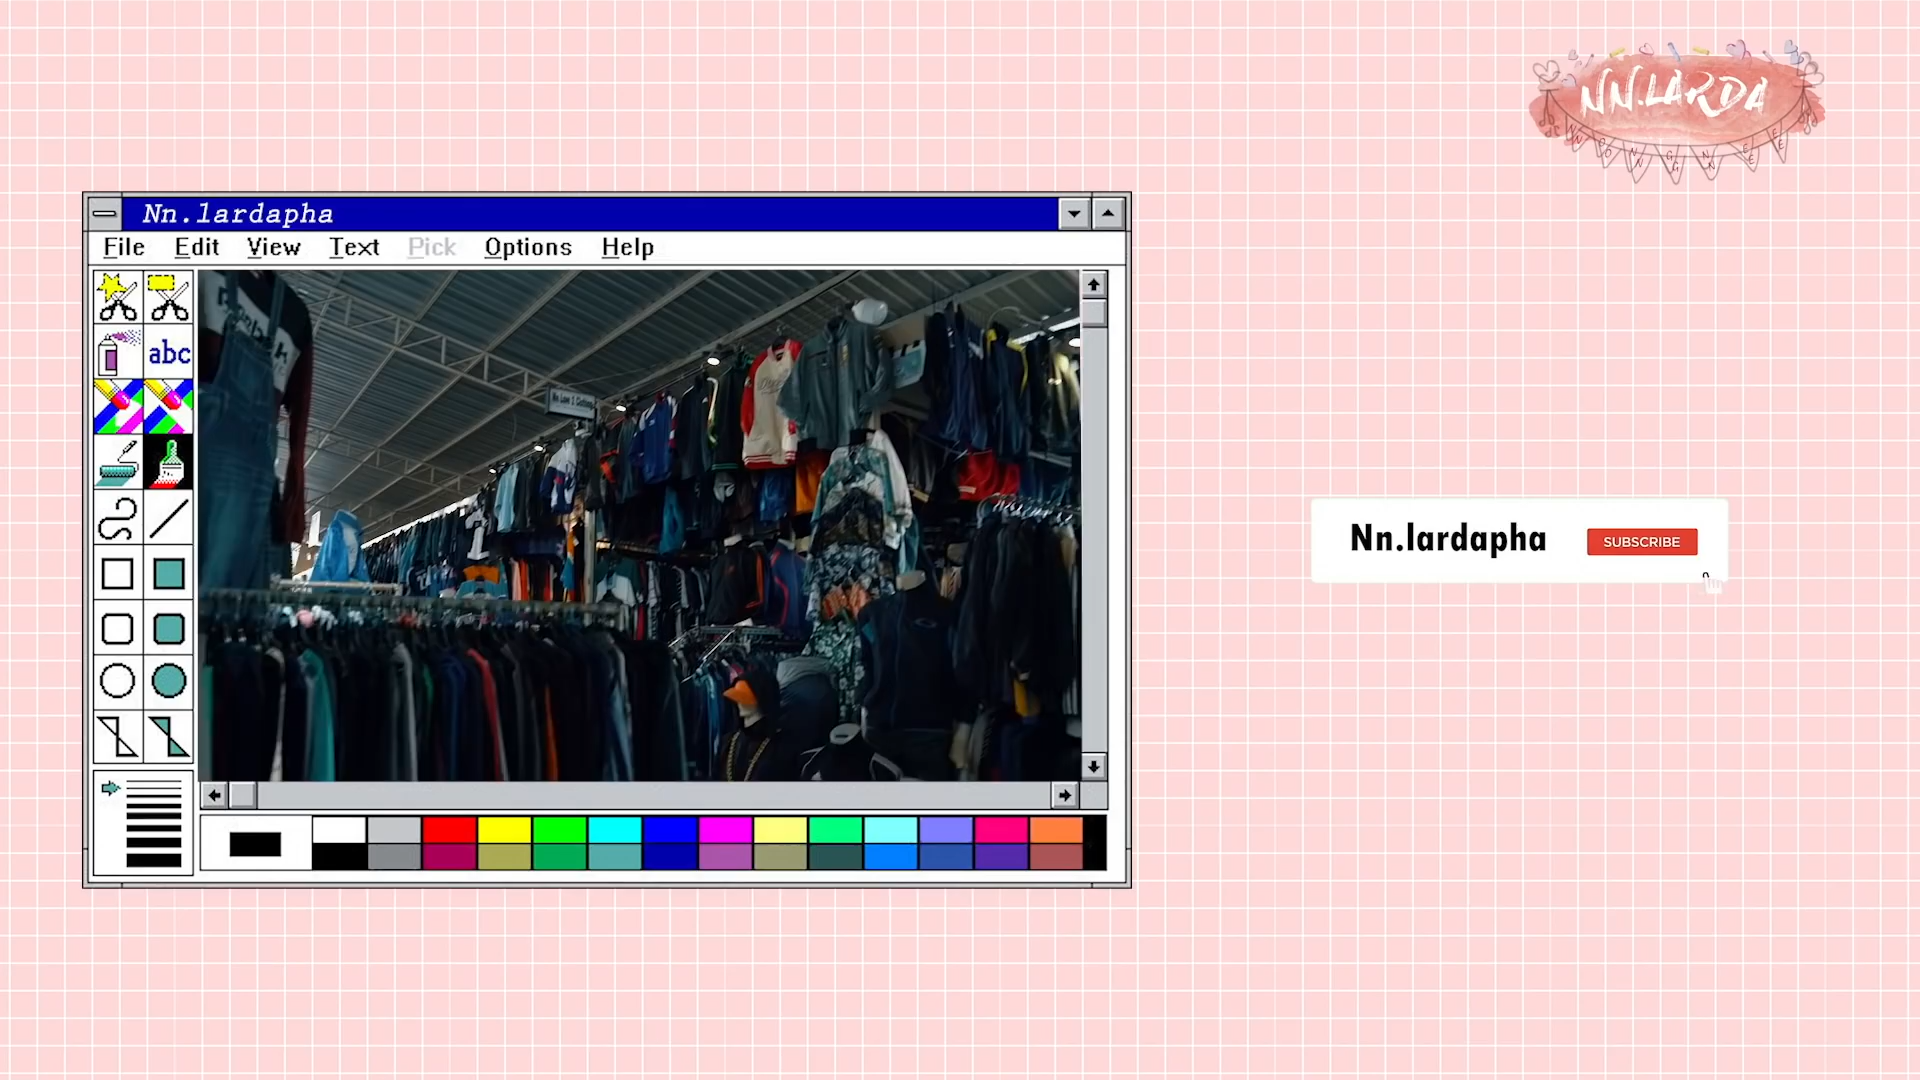 NN.LARDA
Nn.lardapha
File Edit View Text Pick Options Help
abc
Nn.lardapha SUBSCRIBE